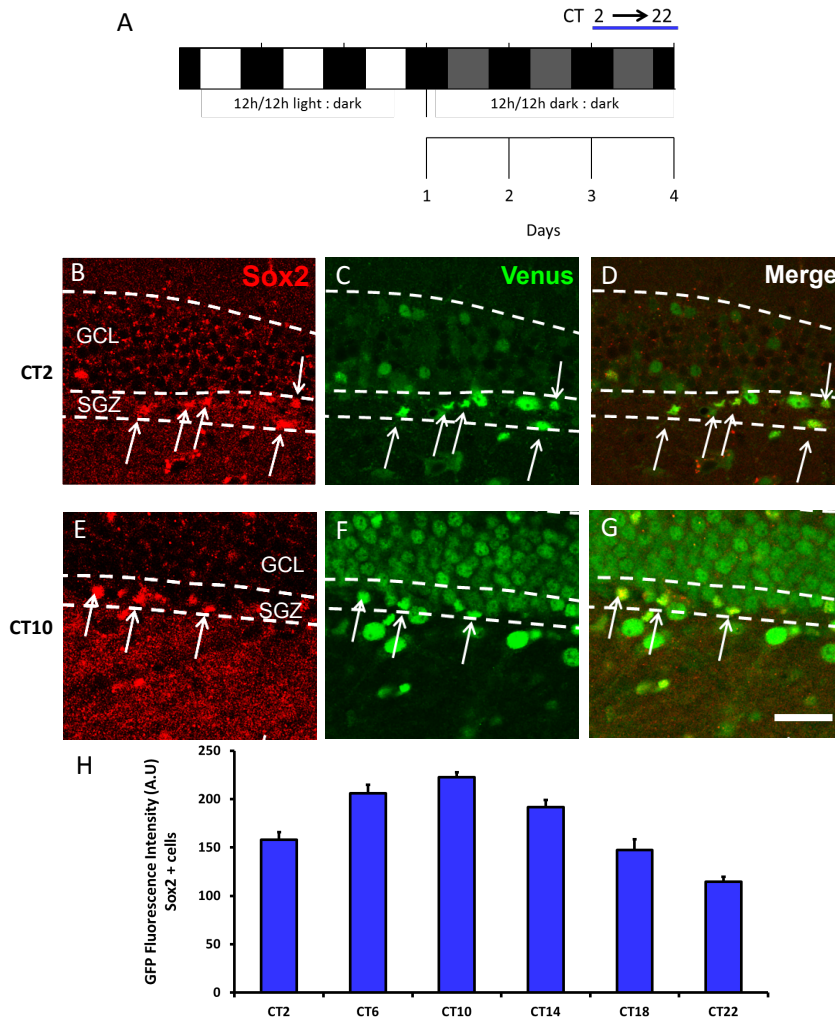 A
CT 2 → 22
12h/12h light : dark
12h/12h dark : dark
1 2 3 4
Days
B Sox2
C Venus
D Merge
GCL
CT2
SGZ
E
F
G
GCL
SGZ
CT10
H
GFP Fluorescence Intensity (A.U)
Sox2 + cells
250
200
150
100
50
0
CT2 CT6 CT10 CT14 CT18 CT22